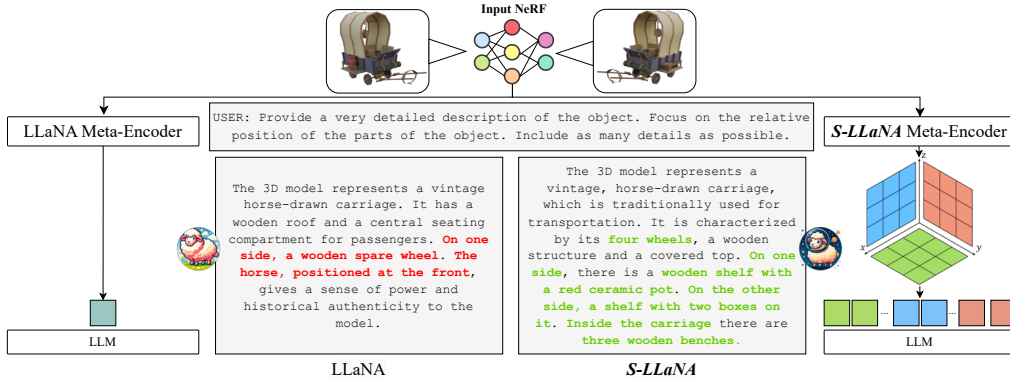 Input NeRF
LLaNA Meta-Encoder
USER: Provide a very detailed description of the object. Focus on the relative
position of the parts of the object. Include as many details as possible.
S-LLaNA Meta-Encoder
The 3D model represents a vintage
horse-drawn carriage. It has a
wooden roof and a central seating
compartment for passengers. On one
side, a wooden spare wheel. The
horse, positioned at the front,
gives a sense of power and
historical authenticity to the
model.
The 3D model represents a
vintage, horse-drawn carriage,
which is traditionally used for
transportation. It is characterized
by its four wheels, a wooden
structure and a covered top. On one
side, there is a wooden shelf with
a red ceramic pot. On the other
side, a shelf with two boxes on
it. Inside the carriage there are
three wooden benches.
z
x
y
...
...
LLM
LLM
LLaNA
S-LLaNA